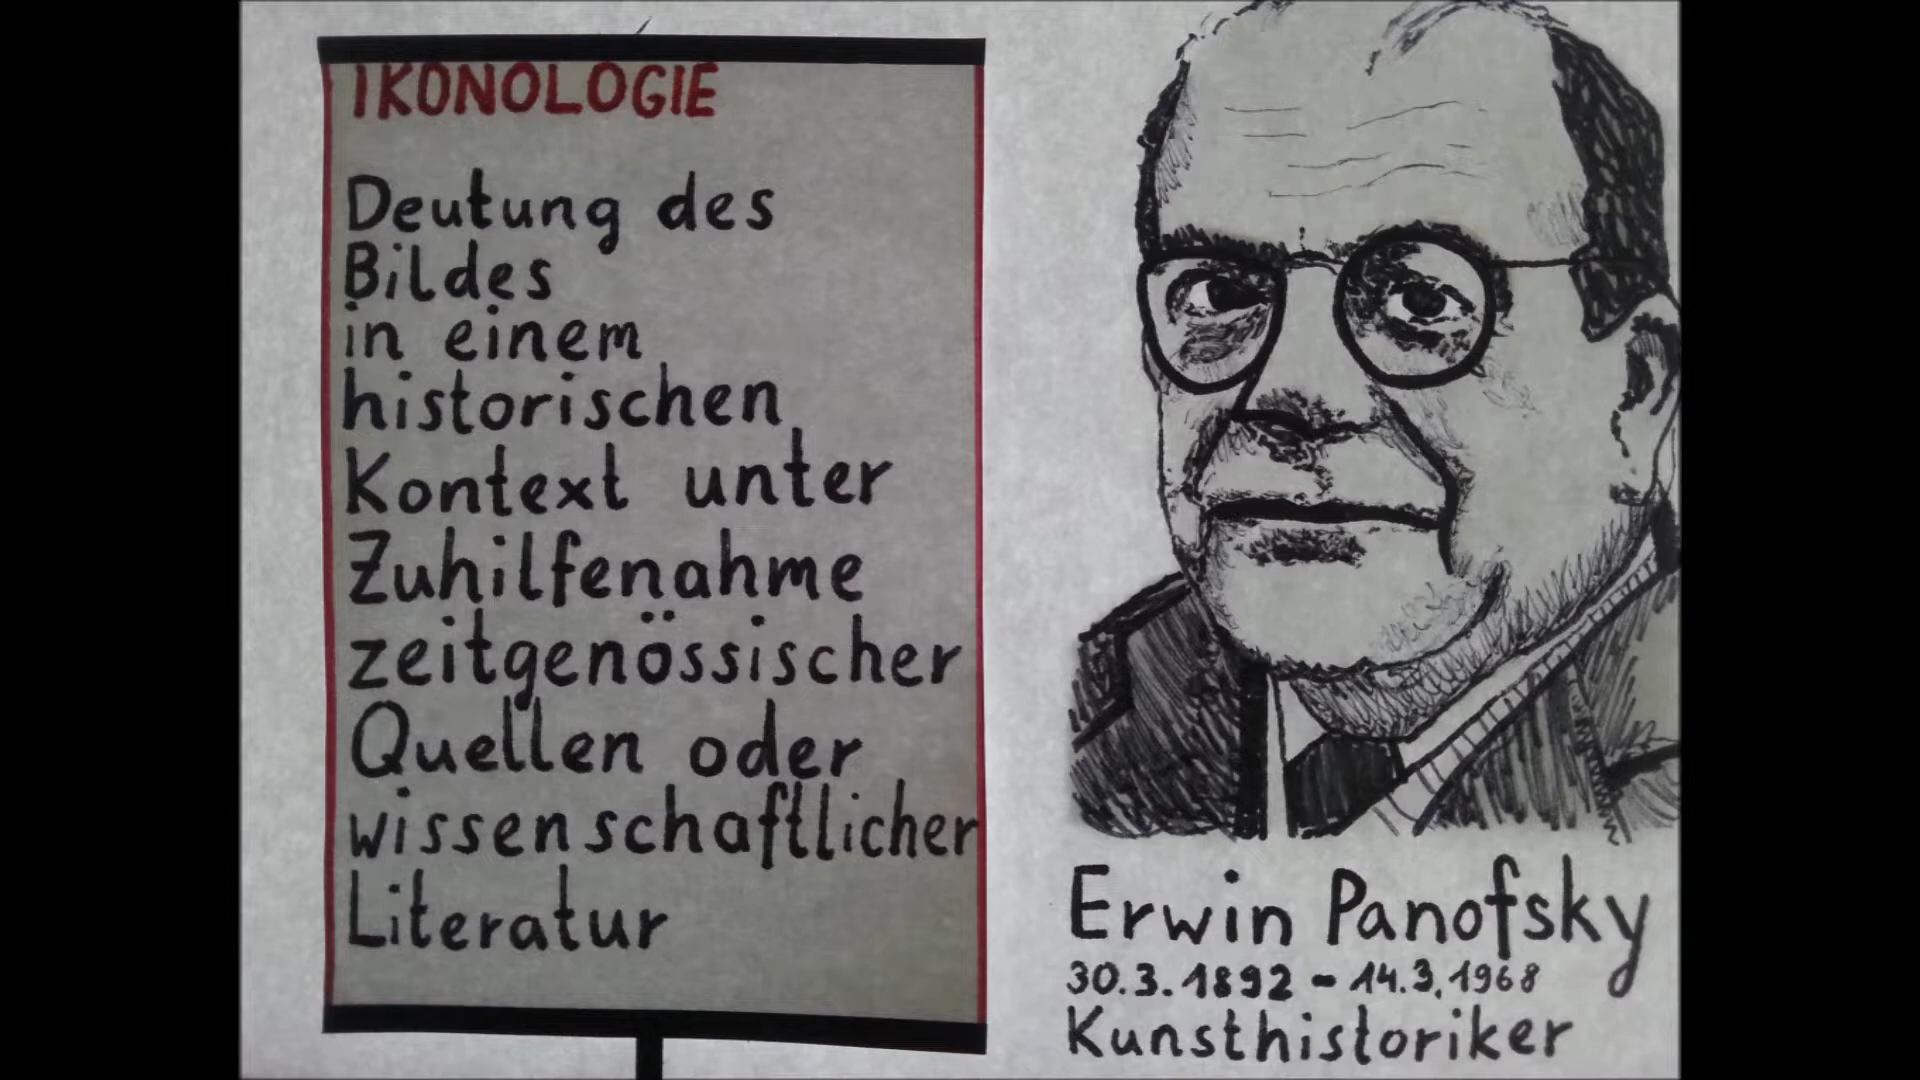 IKONOLOGIE
Deutung des
Bildes
in einem
historischen
Kontext unter
Zuhilfenahme
zeitgenössischer
Quellen oder
wissenschaftlicher
Literatur
Erwin Panofsky
30.3.1892 - 14.3.1968
Kunsthistoriker